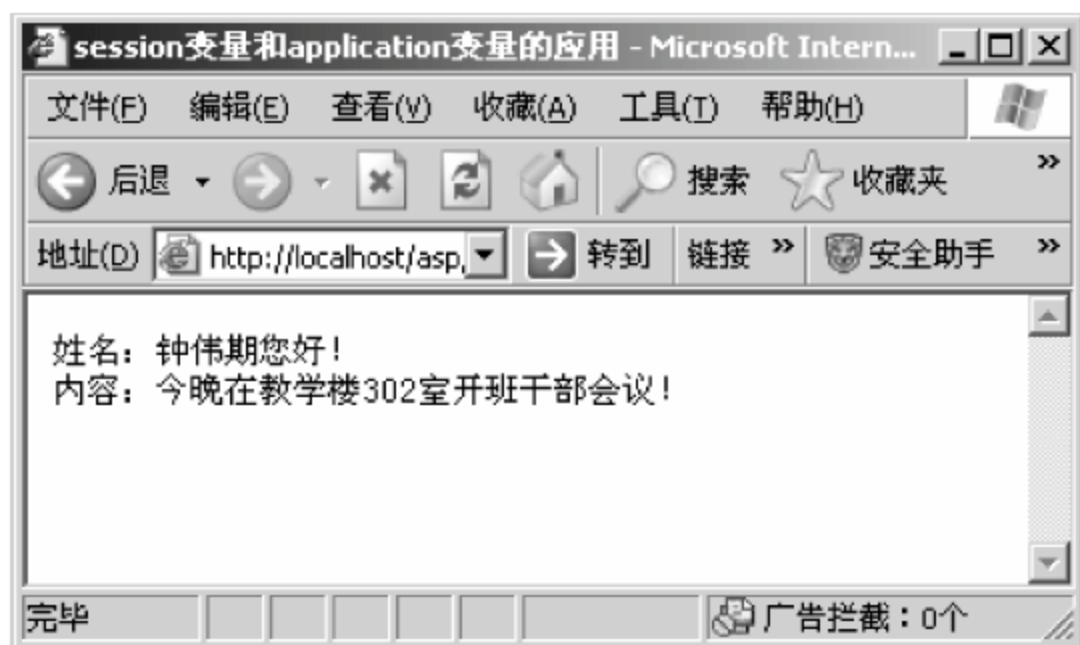 session变量和application变量的应用 - Microsoft Intern...
文件(F) 编辑(E) 查看(V) 收藏(A) 工具(T) 帮助(H)
后退 搜索 收藏夹 »
地址(D) http://localhost/asp, 转到 链接 » 安全助手 »
姓名：钟伟期您好！
内容：今晚在教学楼302室开班干部会议！
完毕 广告拦截：0个